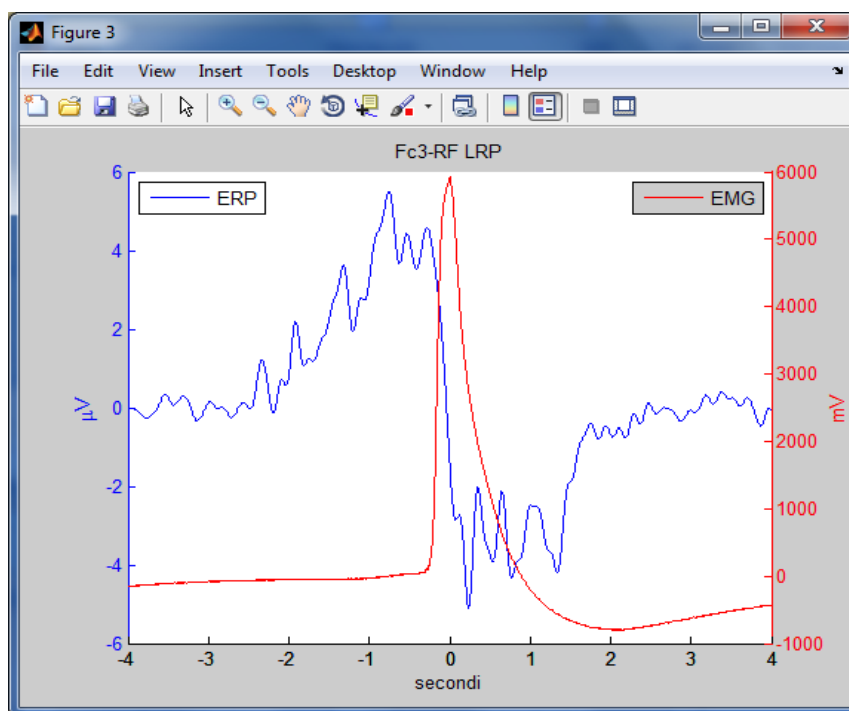 Figure 3
File Edit View Insert Tools Desktop Window Help
Fc3-RF LRP
ERP
EMG
6
4
2
0
-2
-4
-6
µV
6000
5000
4000
3000
2000
1000
0
-1000
mV
-4 -3 -2 -1 0 1 2 3 4
secondi